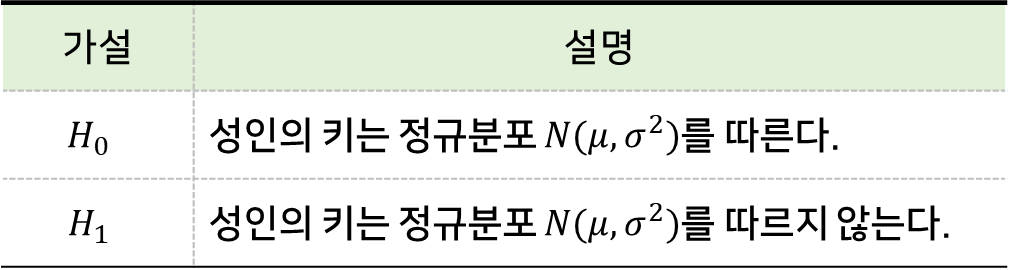 가설 설명
H₀ 성인의 키는 정규분포 N(μ, σ²)를 따른다.
H₁ 성인의 키는 정규분포 N(μ, σ²)를 따르지 않는다.